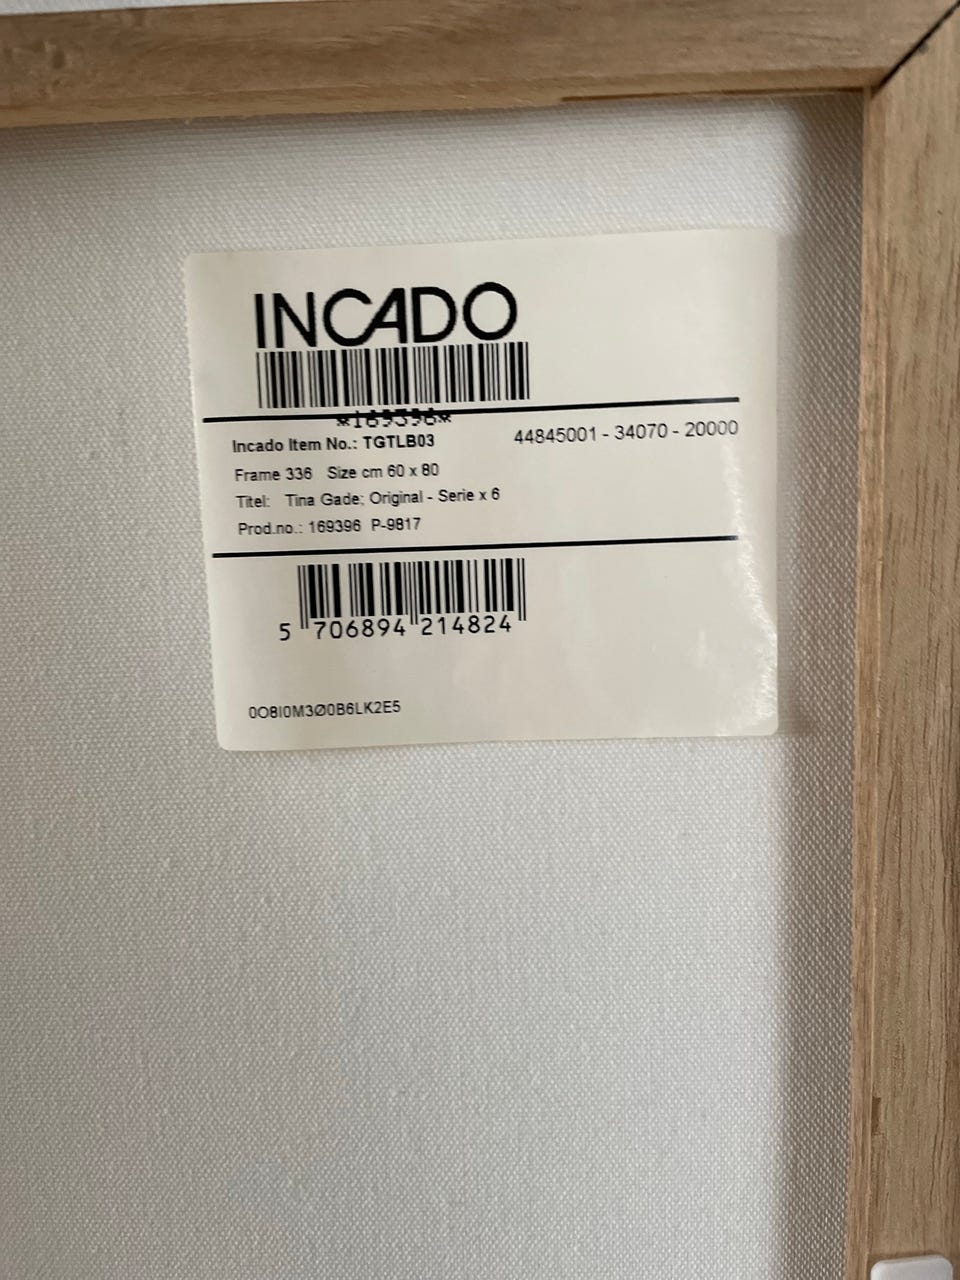 INCADO
*169396*
Incado Item No.: TGTLB03 44845001 - 34070 - 20000
Frame 336 Size cm 60 x 80
Titel: Tina Gade; Original - Serie x 6
Prod.no.: 169396 P-9817
5 706894 214824
0O8I0M3Ø0B6LK2E5